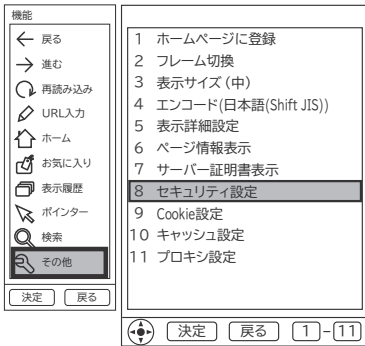 機能
戻る
進む
再読み込み
URL入力
ホーム
お気に入り
表示履歴
ポインター
検索
その他
決定 戻る
1 ホームページに登録
2 フレーム切換
3 表示サイズ(中)
4 エンコード(日本語(Shift JIS))
5 表示詳細設定
6 ページ情報表示
7 サーバー証明書表示
8 セキュリティ設定
9 Cookie設定
10 キャッシュ設定
11 プロキシ設定
決定 戻る 1-11